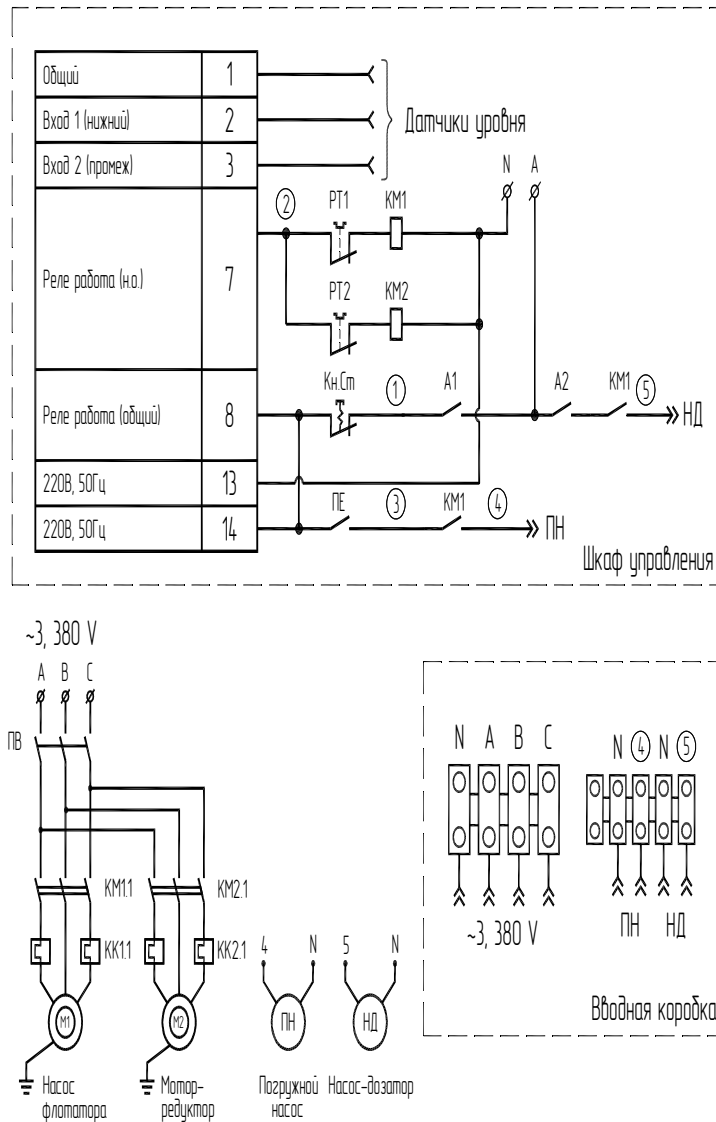 Общий 1
Вход 1 (нижний) 2
Вход 2 (промеж) 3
Датчики уровня
N A
2 РТ1 КМ1
Реле работа (н.о.) 7
РТ2 КМ2
Кн.Ст 1 А1 А2 КМ1 5
НД
Реле работа (общий) 8
220В, 50Гц 13
ПЕ 3 КМ1 4
220В, 50Гц 14
ПН
Шкаф управления
~3, 380 V
A B C
ПВ
КМ1.1 КМ2.1
КК1.1 КК2.1
М1 М2
4 N 5 N
ПН НД
Насос
флотатора
Мотор-
редуктор
Погружной
насос
Насос-дозатор
N A B C
N 4 N 5
~3, 380 V
ПН НД
Вводная коробка